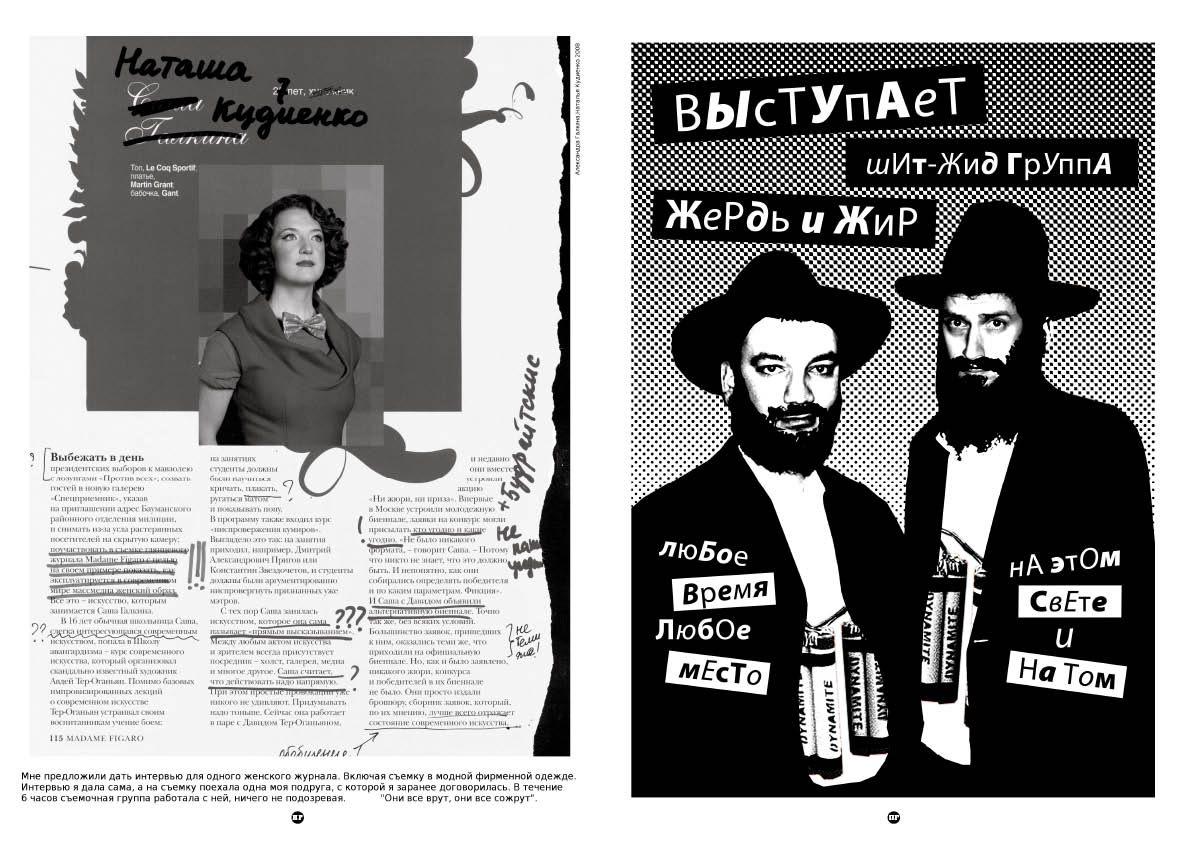 Наташа
Саша
27 лет, художник
Кудиенко
Галкина
Александра Галкина,Наталья Кудиенко 2008
Топ, Le Coq Sportif;
платье,
Martin Grant;
бабочка, Gant.
Выбежать в день
президентских выборов к мавзолею
с лозунгами «Против всех»; созвать
гостей в новую галерею
«Спецприемник», указав
на приглашении адрес Бауманского
районного отделения милиции,
и снимать из-за угла растерянных
посетителей на скрытую камеру;
поучаствовать в съемке глянцевого
журнала Madame Figaro с целью
на своем примере показать, как
эксплуатируется в современном
мире массмедиа женский образ.
Все это – искусство, которым
занимается Саша Галкина.
В 16 лет обычная школьница Саша,
слегка интересующаяся современным
искусством, попала в Школу
авангардизма – курс современного
искусства, который организовал
скандально известный художник
Авдей Тер-Оганьян. Помимо базовых
импровизированных лекций
о современном искусстве
Тер-Оганьян устраивал своим
воспитанникам учение боем:
!!!
??
на занятиях
студенты должны
были научиться
кричать, плакать,
ругаться матом
и показывать попу.
В программу также входил курс
«ниспровержения кумиров».
Выглядело это так: на занятия
приходил, например, Дмитрий
Александрович Пригов или
Константин Звездочетов, и студенты
должны были аргументированно
ниспровергнуть признанных уже
мэтров.
С тех пор Саша занялась
искусством, которое она сама
называет «прямым высказыванием».
Между любым актом искусства
и зрителем всегда присутствует
посредник – холст, галерея, медиа
и многое другое. Саша считает,
что действовать надо напрямую.
При этом простые провокации уже
никого не удивляют. Придумывать
надо тоньше. Сейчас она работает
в паре с Давидом Тер-Оганьяном,
?
???
?
и недавно
они вместе
устроили
акцию
«Ни жюри, ни приза». Впервые
в Москве устроили молодежную
биеннале, заявки на конкурс могли
присылать кто угодно и какие
угодно. «Не было никакого
формата, – говорит Саша. – Потому
что никто не знает, что это должно
быть. И непонятно, как они
собирались определять победителя
и по каким параметрам. Фикция».
И Саша с Давидом объявили
альтернативную биеннале. Точно
так же, без всяких условий.
Большинство заявок, пришедших
к ним, оказались теми же, что
приходили на официальную
биеннале. Но, как и было заявлено,
никакого жюри, конкурса
и победителей в их биеннале
не было. Они просто издали
брошюру, сборник заявок, который,
по их мнению, лучше всего отражает
состояние современного искусства.
!
не
теми
же!
115 MADAME FIGARO
Мне предложили дать интервью для одного женского журнала. Включая съемку в модной фирменной одежде.
Интервью я дала сама, а на съемку поехала одна моя подруга, с которой я заранее договорилась. В течение
6 часов съемочная группа работала с ней, ничего не подозревая. "Они все врут, они все сожрут".
пг
ВЫсТУпАеТ
шИт-Жид ГрУппА
ЖеРдь и ЖиР
люБое
Время
ЛюбОе
мЕсТо
нА этОм
СвЕте
и
На Том
DYNAMITE
DYNAMITE
DYNAMITE
DYNAMITE
пг